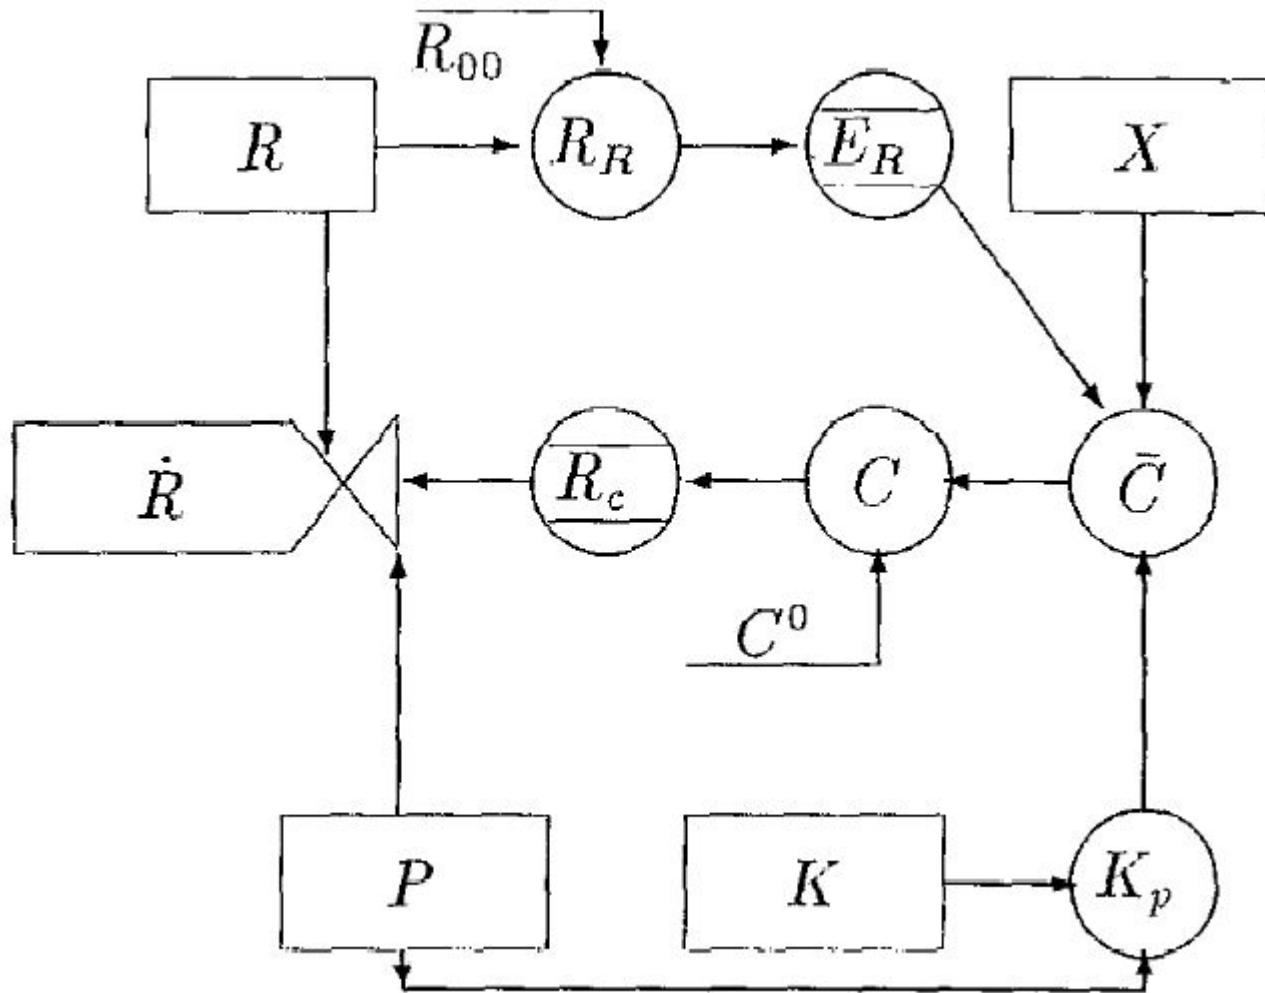 R₀₀
R R_R E_R X
Ṙ R_c C C̄
C⁰
P K K_p